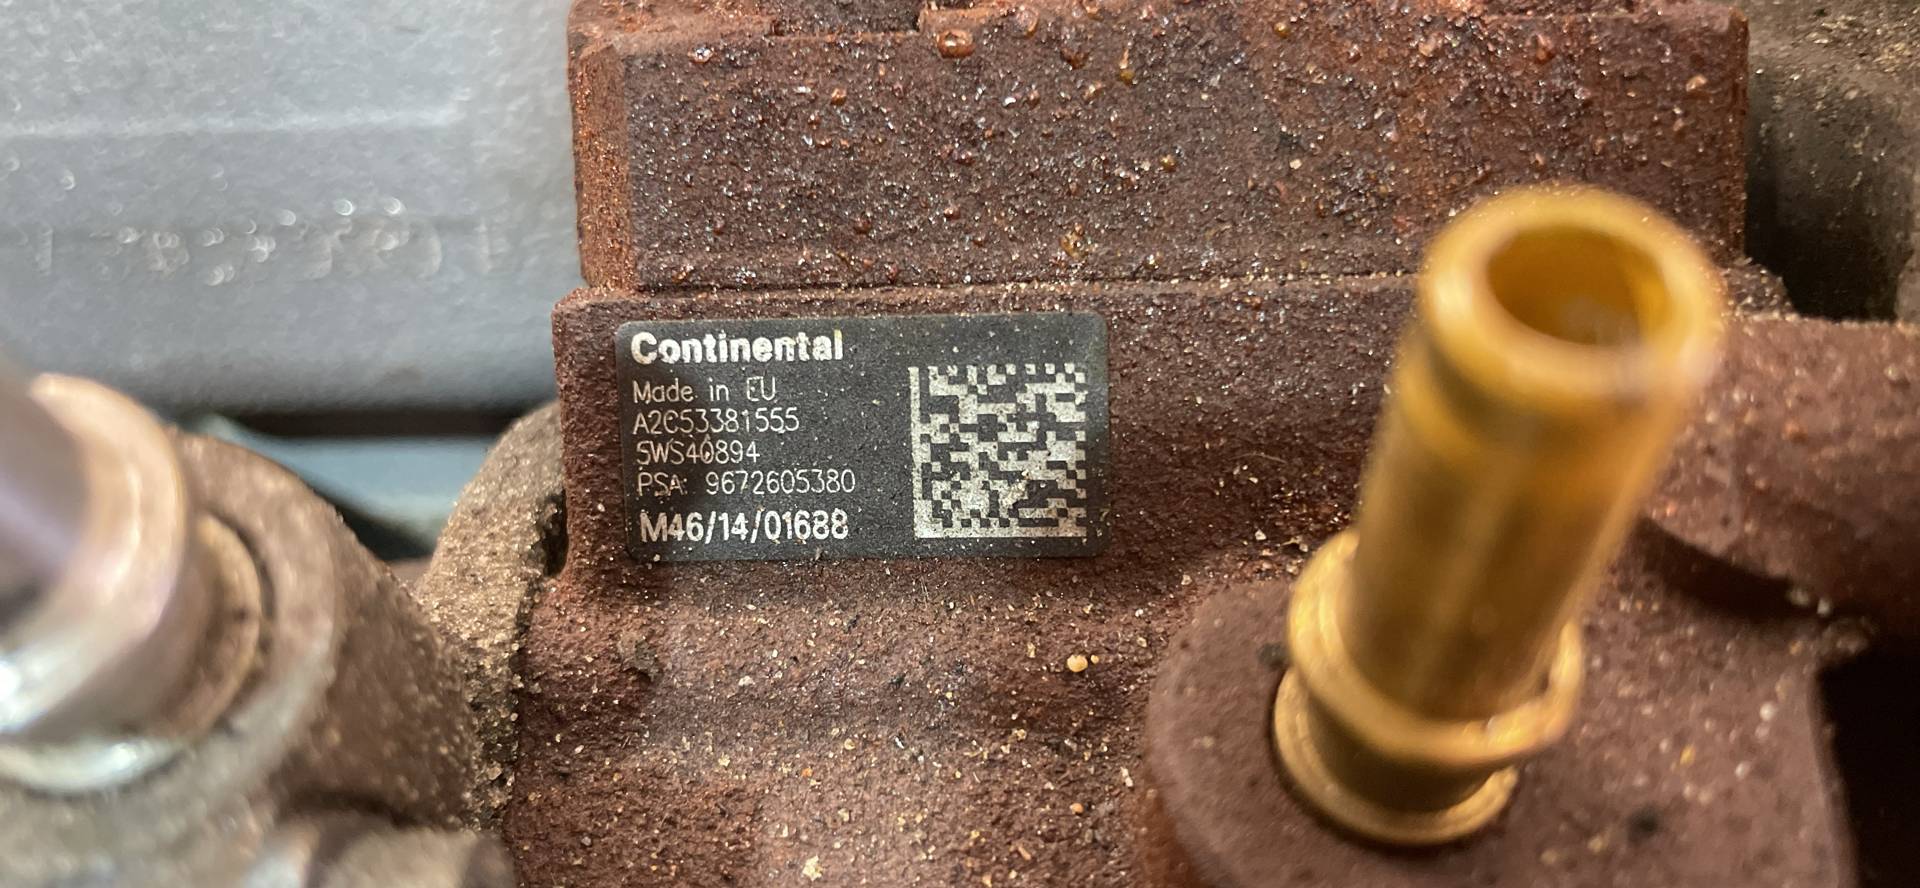 Continental
Made in EU
A2C53381555
5WS40894
PSA: 9672605380
M46/14/01688